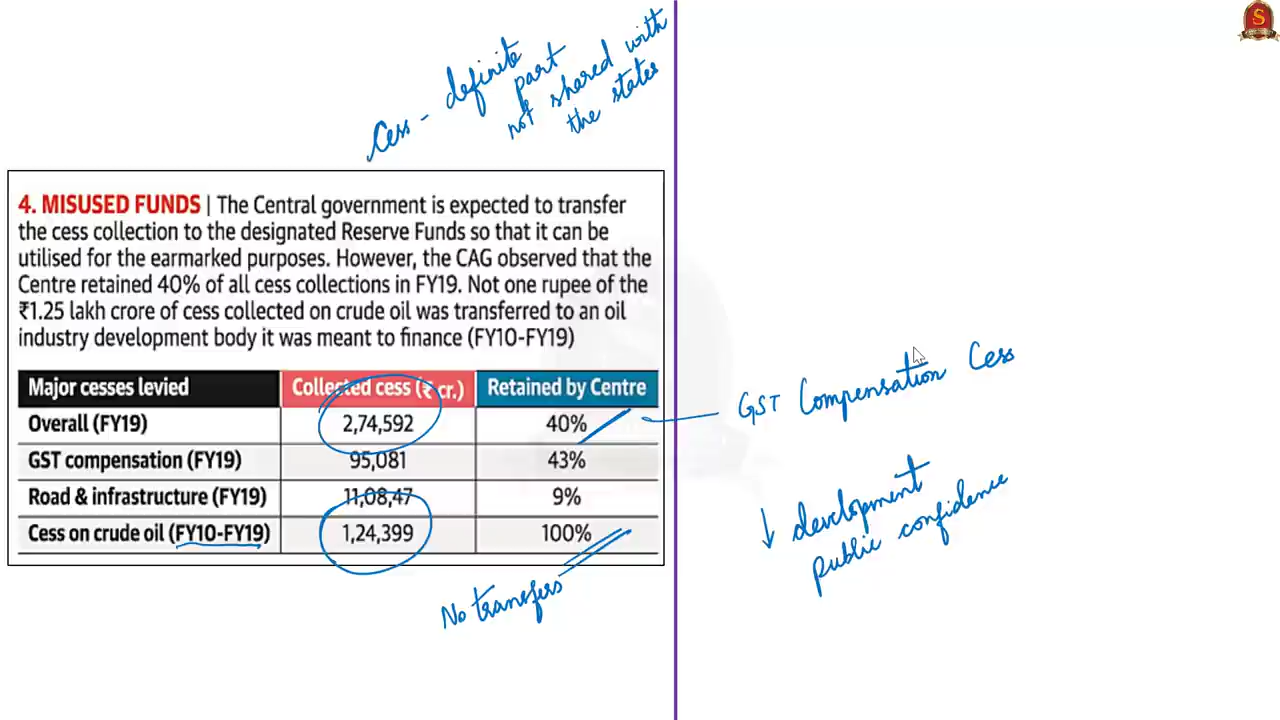 Cess - definite
part
not shared with
the states
4. MISUSED FUNDS | The Central government is expected to transfer
the cess collection to the designated Reserve Funds so that it can be
utilised for the earmarked purposes. However, the CAG observed that the
Centre retained 40% of all cess collections in FY19. Not one rupee of the
₹1.25 lakh crore of cess collected on crude oil was transferred to an oil
industry development body it was meant to finance (FY10-FY19)
Major cesses levied Collected cess (₹ cr.) Retained by Centre
Overall (FY19) 2,74,592 40%
GST compensation (FY19) 95,081 43%
Road & infrastructure (FY19) 11,08,47 9%
Cess on crude oil (FY10-FY19) 1,24,399 100%
No transfers
GST Compensation Cess
↓ development
public confidence
S